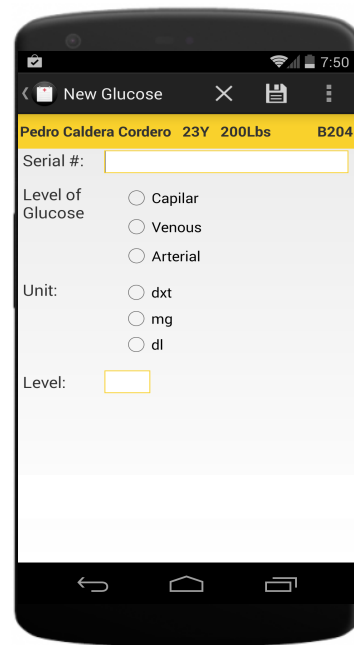 7:50
New Glucose
Pedro Caldera Cordero 23Y 200Lbs B204
Serial #:
Level of
Glucose
Capilar
Venous
Arterial
Unit:
dxt
mg
dl
Level: